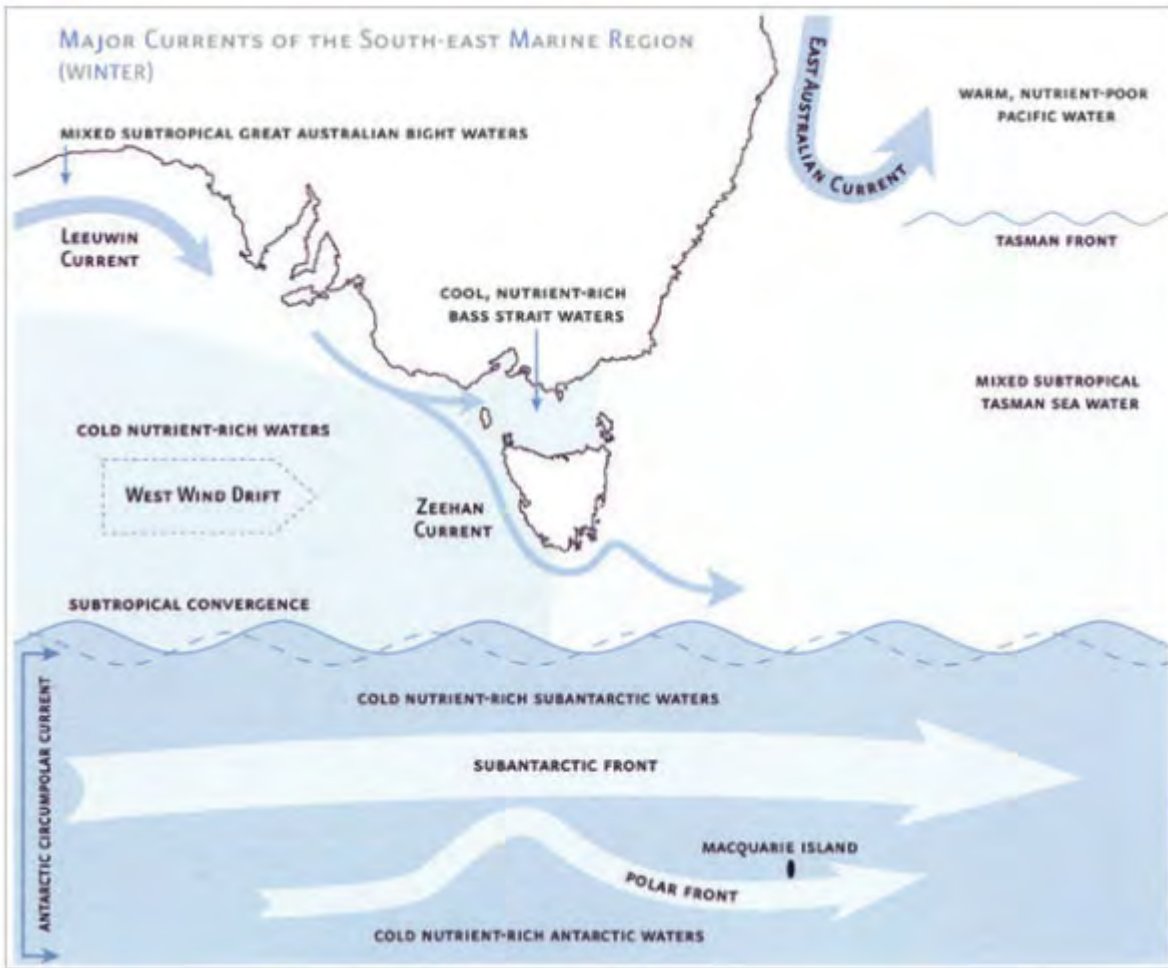 Major Currents of the South-east Marine Region
(WINTER)
MIXED SUBTROPICAL GREAT AUSTRALIAN BIGHT WATERS
EAST AUSTRALIAN CURRENT
WARM, NUTRIENT-POOR
PACIFIC WATER
LEEUWIN
CURRENT
TASMAN FRONT
COOL, NUTRIENT-RICH
BASS STRAIT WATERS
MIXED SUBTROPICAL
TASMAN SEA WATER
COLD NUTRIENT-RICH WATERS
WEST WIND DRIFT
ZEEHAN
CURRENT
SUBTROPICAL CONVERGENCE
ANTARCTIC CIRCUMPOLAR CURRENT
COLD NUTRIENT-RICH SUBANTARCTIC WATERS
SUBANTARCTIC FRONT
MACQUARIE ISLAND
POLAR FRONT
COLD NUTRIENT-RICH ANTARCTIC WATERS